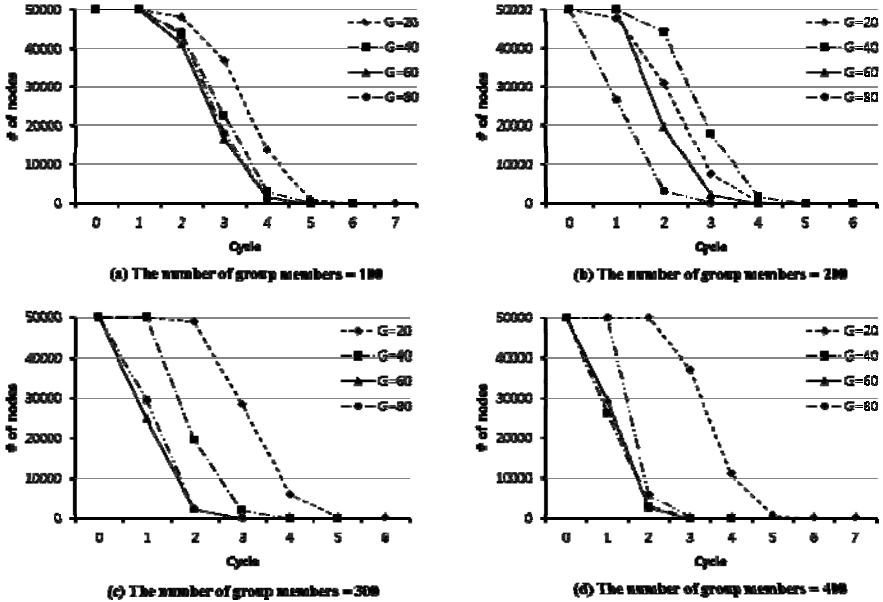 50000
40000
30000
20000
10000
0
# of nodes
0 1 2 3 4 5 6 7
Cycle
G=20
G=40
G=60
G=80
(a) The number of group members = 100
50000
40000
30000
20000
10000
0
# of nodes
0 1 2 3 4 5 6
Cycle
G=20
G=40
G=60
G=80
(b) The number of group members = 200
50000
40000
30000
20000
10000
0
# of nodes
0 1 2 3 4 5 6
Cycle
G=20
G=40
G=60
G=80
(c) The number of group members = 300
50000
40000
30000
20000
10000
0
# of nodes
0 1 2 3 4 5 6 7
Cycle
G=20
G=40
G=60
G=80
(d) The number of group members = 400